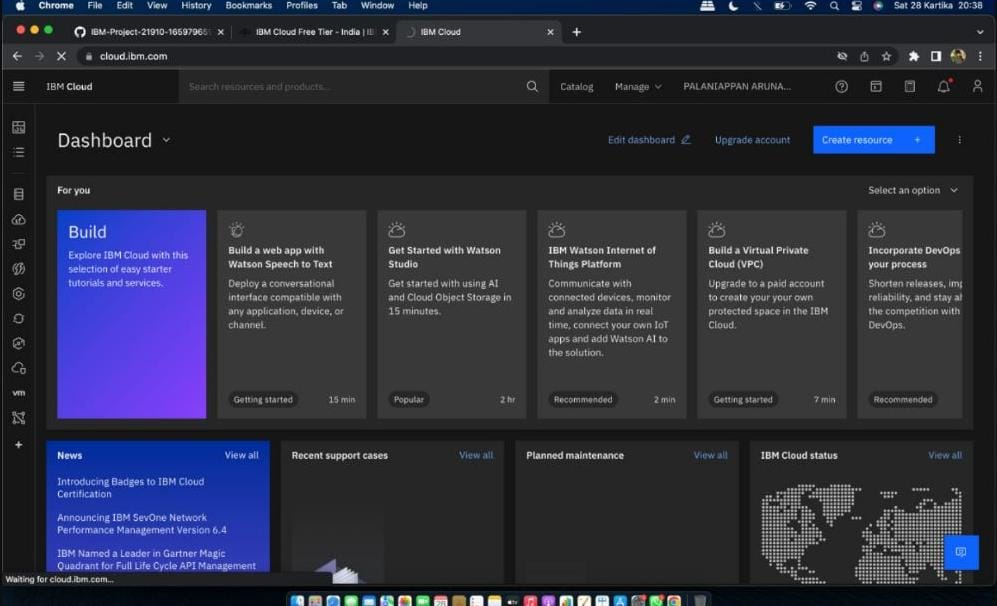 Chrome File Edit View History Bookmarks Profiles Tab Window Help Sat 28 Kartika 20:38
IBM-Project-21910-1659796 IBM Cloud Free Tier - India | IBM Cloud
cloud.ibm.com
IBM Cloud Search resources and products... Catalog Manage PALANIAPPAN ARUNA...
Dashboard Edit dashboard Upgrade account Create resource +
For you Select an option
Build
Explore IBM Cloud with this
selection of easy starter
tutorials and services.
Build a web app with
Watson Speech to Text
Deploy a conversational
interface compatible with
any application, device, or
channel.
Getting started 15 min
Get Started with Watson
Studio
Get started with using AI
and Cloud Object Storage in
15 minutes.
Popular 2 hr
IBM Watson Internet of
Things Platform
Communicate with
connected devices, monitor
and analyze data in real
time, connect your own IoT
apps and add Watson AI to
the solution.
Recommended 2 min
Build a Virtual Private
Cloud (VPC)
Upgrade to a paid account
to create your your own
protected space in the IBM
Cloud.
Getting started 7 min
Incorporate DevOps
your process
Shorten releases, imp
reliability, and stay ah
the competition with
DevOps.
Recommended
vm
News View all
Introducing Badges to IBM Cloud
Certification
Announcing IBM SevOne Network
Performance Management Version 6.4
IBM Named a Leader in Gartner Magic
Quadrant for Full Life Cycle API Management
Recent support cases View all
Planned maintenance View all
IBM Cloud status View all
Waiting for cloud.ibm.com...